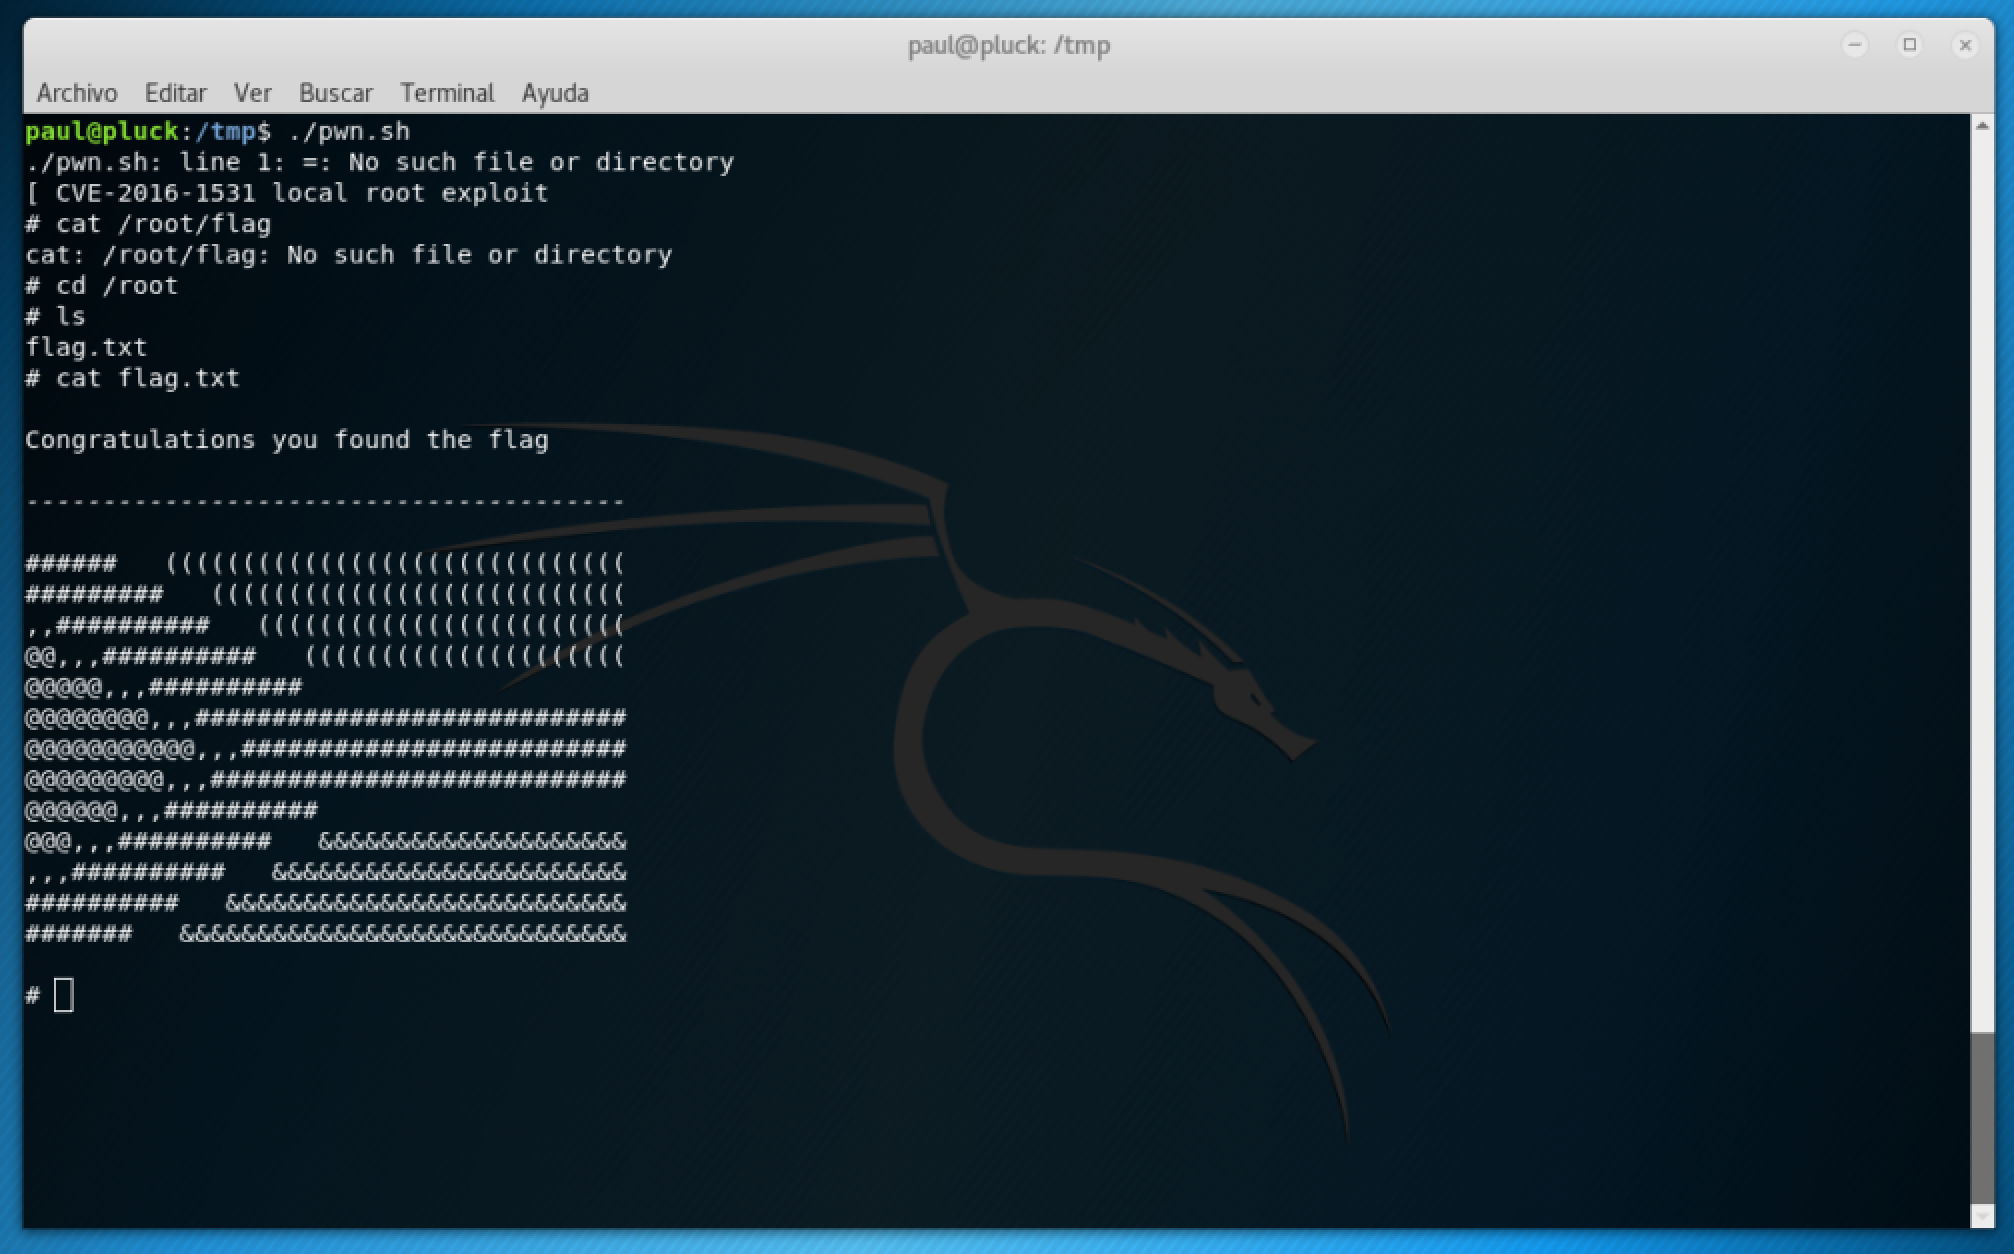 paul@pluck: /tmp
Archivo Editar Ver Buscar Terminal Ayuda
paul@pluck:/tmp$ ./pwn.sh
./pwn.sh: line 1: =: No such file or directory
[ CVE-2016-1531 local root exploit
# cat /root/flag
cat: /root/flag: No such file or directory
# cd /root
# ls
flag.txt
# cat flag.txt
Congratulations you found the flag
---------------------------------------
######   ((((((((((((((((((((((((((((((
#########   (((((((((((((((((((((((((((
,,##########   ((((((((((((((((((((((((
@@,,,##########   (((((((((((((((((((((
@@@@@,,,##########
@@@@@@@@,,,############################
@@@@@@@@@@@,,,#########################
@@@@@@@@@,,,###########################
@@@@@@,,,##########
@@@,,,##########   &&&&&&&&&&&&&&&&&&&&
,,,##########   &&&&&&&&&&&&&&&&&&&&&&&
##########   &&&&&&&&&&&&&&&&&&&&&&&&&&
#######   &&&&&&&&&&&&&&&&&&&&&&&&&&&&&
#